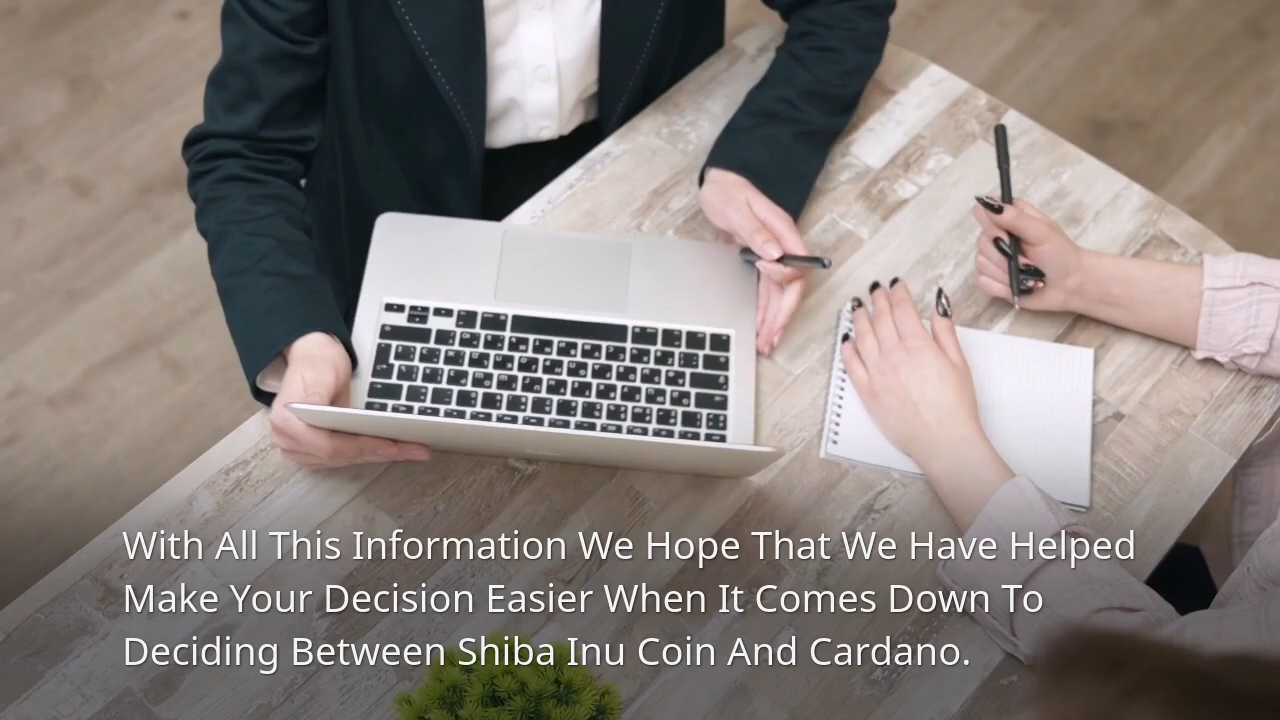 With All This Information We Hope That We Have Helped
Make Your Decision Easier When It Comes Down To
Deciding Between Shiba Inu Coin And Cardano.